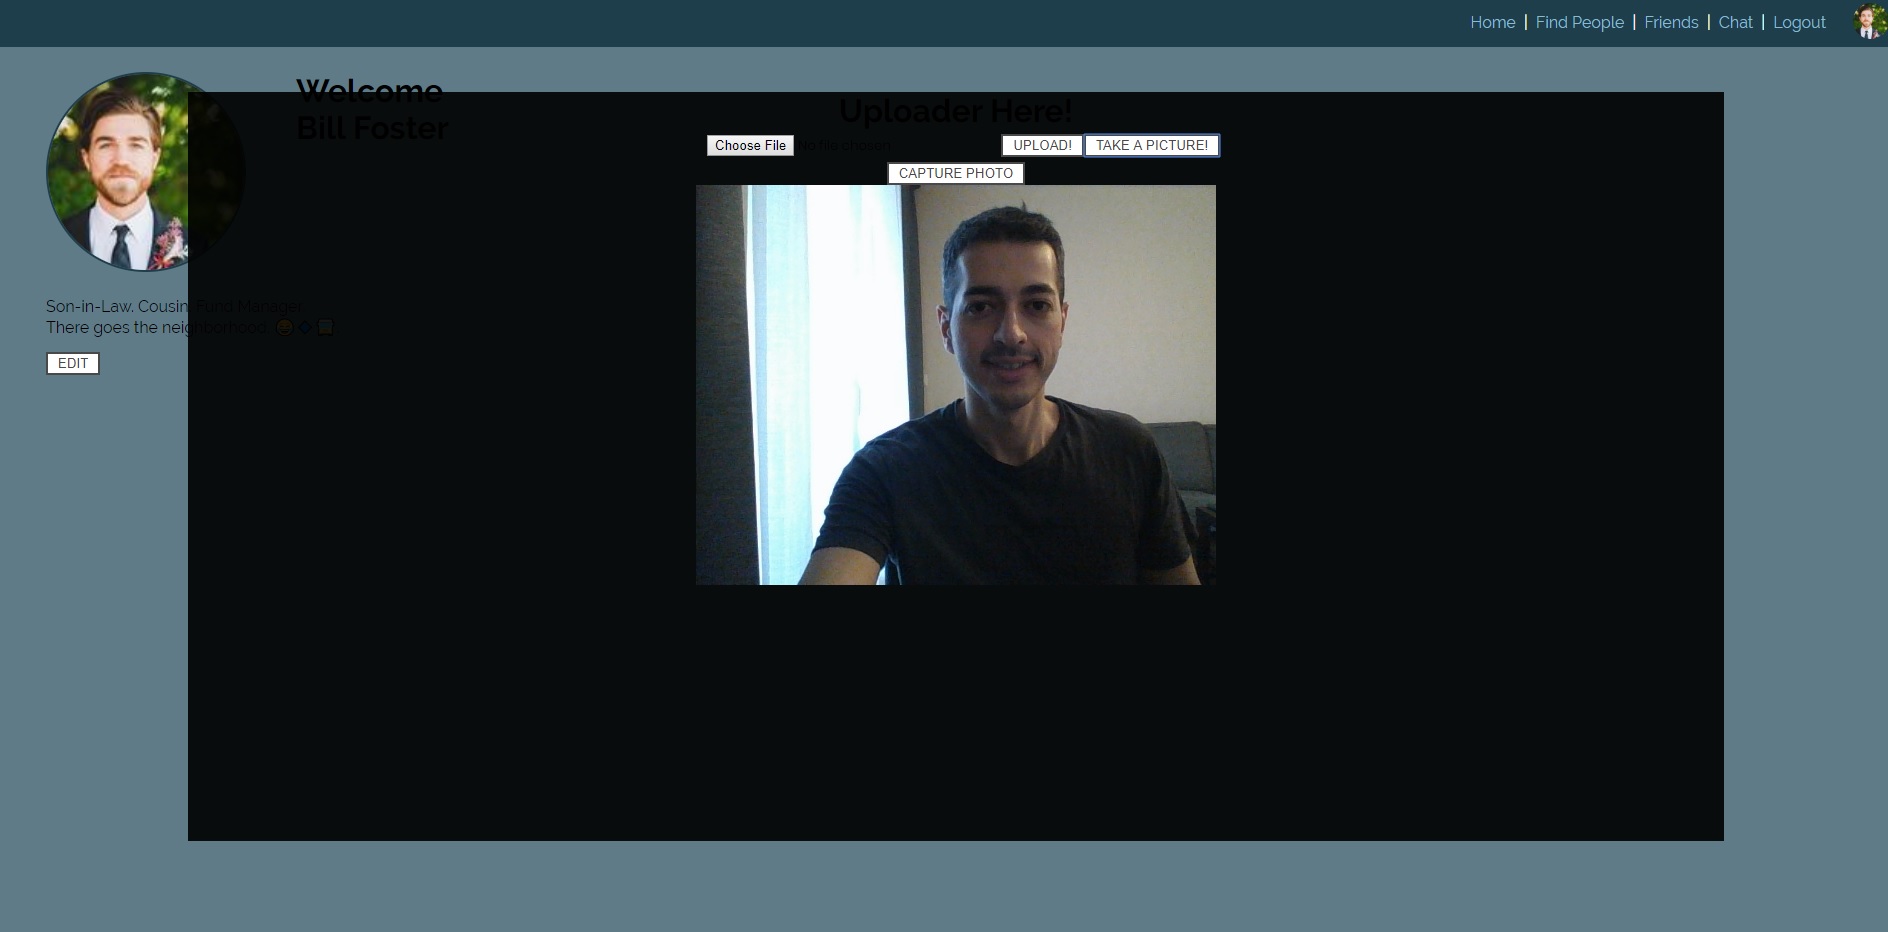 Home | Find People | Friends | Chat | Logout
Welcome
Bill Foster
Uploader Here!
Choose File No file chosen UPLOAD! TAKE A PICTURE!
CAPTURE PHOTO
Son-in-Law. Cousin. Fund Manager.
There goes the neighborhood.
EDIT